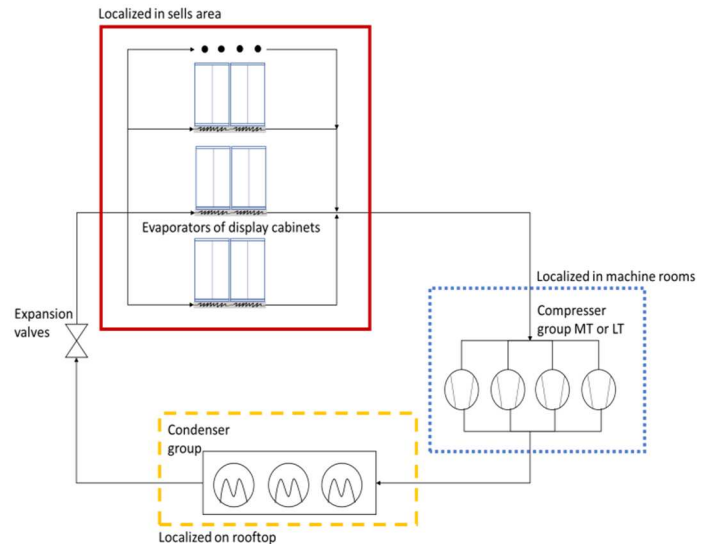 Localized in sells area
Evaporators of display cabinets
Localized in machine rooms
Expansion
valves
Compresser
group MT or LT
Condenser
group
Localized on rooftop